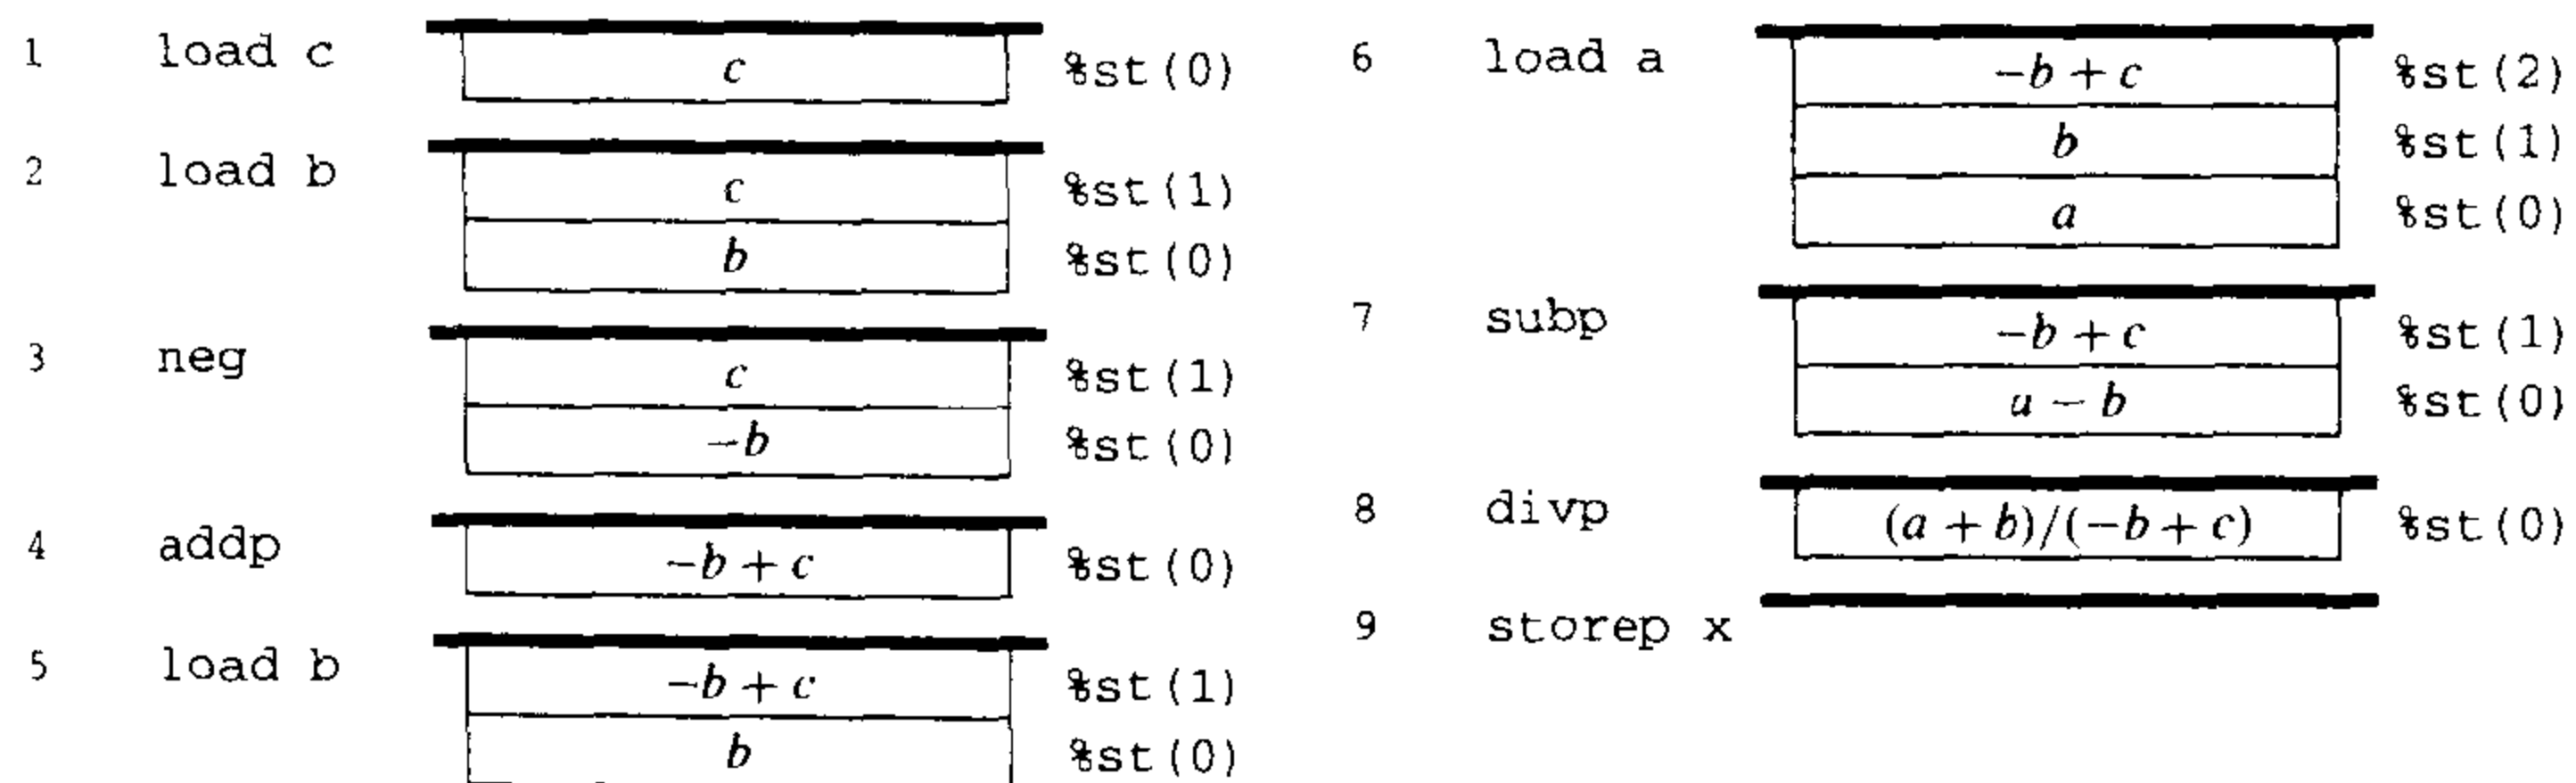 1 load c
c %st(0)
2 load b
c %st(1)
b %st(0)
3 neg
c %st(1)
-b %st(0)
4 addp
-b + c %st(0)
5 load b
-b + c %st(1)
b %st(0)
6 load a
-b + c %st(2)
b %st(1)
a %st(0)
7 subp
-b + c %st(1)
a - b %st(0)
8 divp
(a + b)/(-b + c) %st(0)
9 storep x